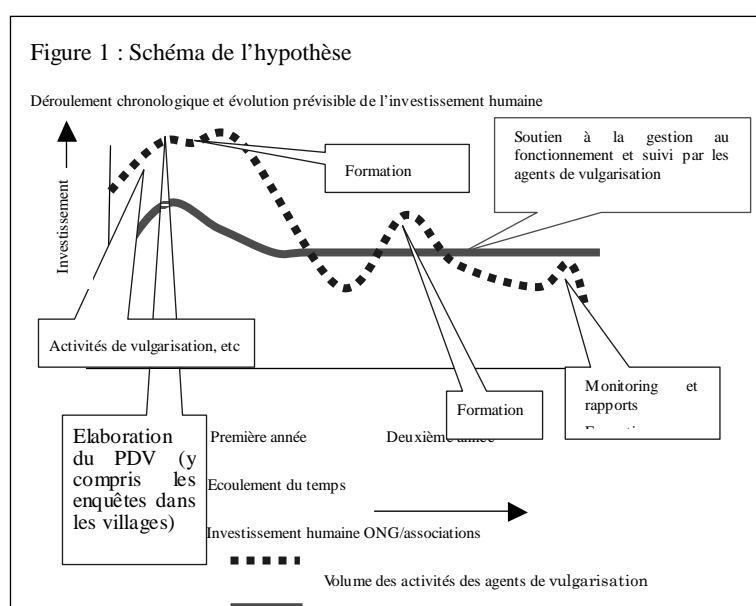 Figure 1 : Schéma de l'hypothèse
Déroulement chronologique et évolution prévisible de l'investissement humaine
Soutien à la gestion au
fonctionnement et suivi par les
agents de vulgarisation
Formation
Investissement
Activités de vulgarisation, etc
Monitoring et
rapports
Formation
Elaboration
du PDV (y
compris les
enquêtes dans
les villages)
Première année
Deuxième
Ecoulement du temps
Investissement humaine ONG/associations
Volume des activités des agents de vulgarisation